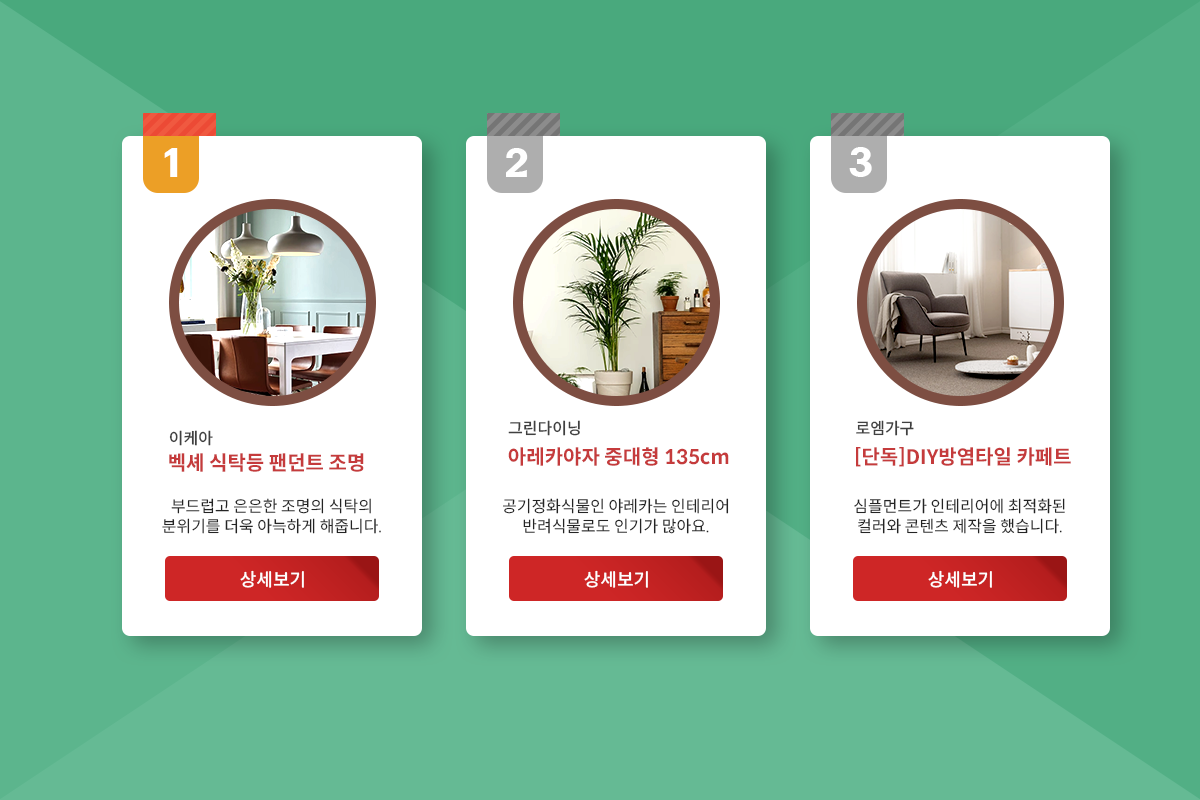 1
이케아
벡셰 식탁등 팬던트 조명
부드럽고 은은한 조명의 식탁의
분위기를 더욱 아늑하게 해줍니다.
상세보기
2
그린다이닝
아레카야자 중대형 135cm
공기정화식물인 야레카는 인테리어
반려식물로도 인기가 많아요.
상세보기
3
로엠가구
[단독]DIY방염타일 카페트
심플먼트가 인테리어에 최적화된
컬러와 콘텐츠 제작을 했습니다.
상세보기